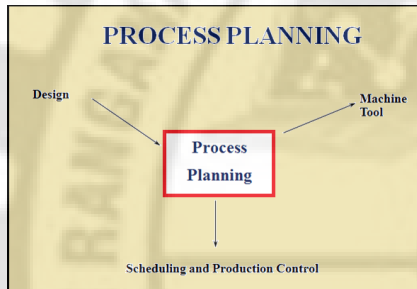 PROCESS PLANNING
Design
Machine
Tool
Process
Planning
Scheduling and Production Control